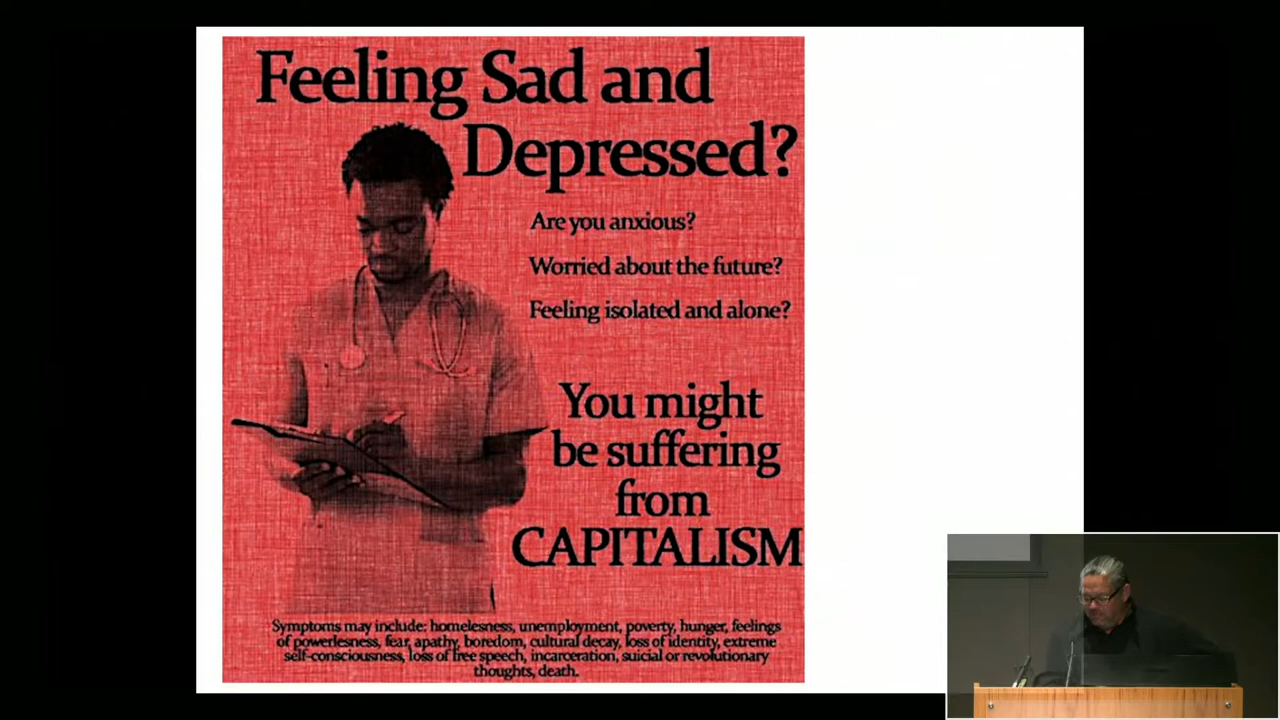 Feeling Sad and
Depressed?
Are you anxious?
Worried about the future?
Feeling isolated and alone?
You might
be suffering
from
CAPITALISM
Symptoms may include: homelesness, unemployment, poverty, hunger, feelings
of powerlesness, fear, apathy, boredom, cultural decay, loss of identity, extreme
self-consciousness, loss of free speech, incarceration, suicial or revolutionary
thoughts, death.